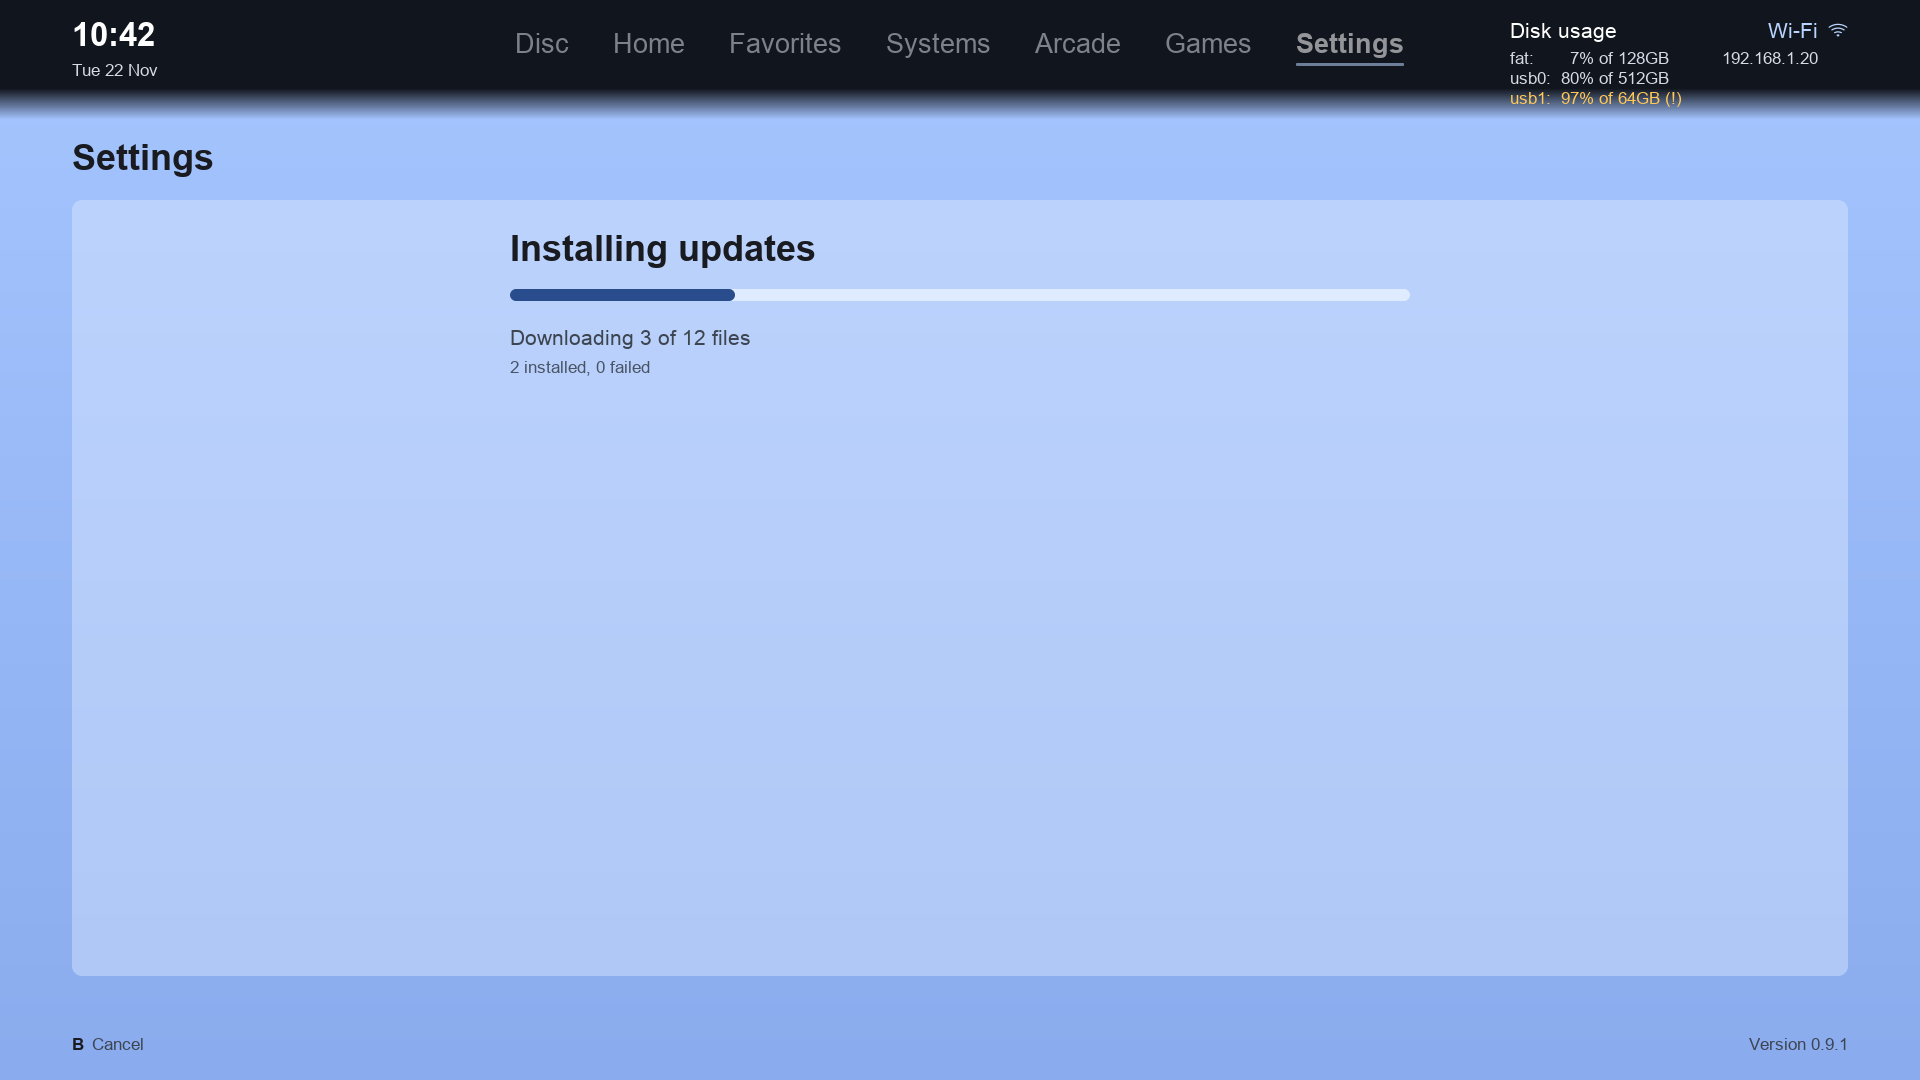 10:42
Tue 22 Nov
Disc Home Favorites Systems Arcade Games Settings
Disk usage
fat: 7% of 128GB
usb0: 80% of 512GB
usb1: 97% of 64GB (!)
Wi-Fi
192.168.1.20
Settings
Installing updates
Downloading 3 of 12 files
2 installed, 0 failed
B Cancel
Version 0.9.1